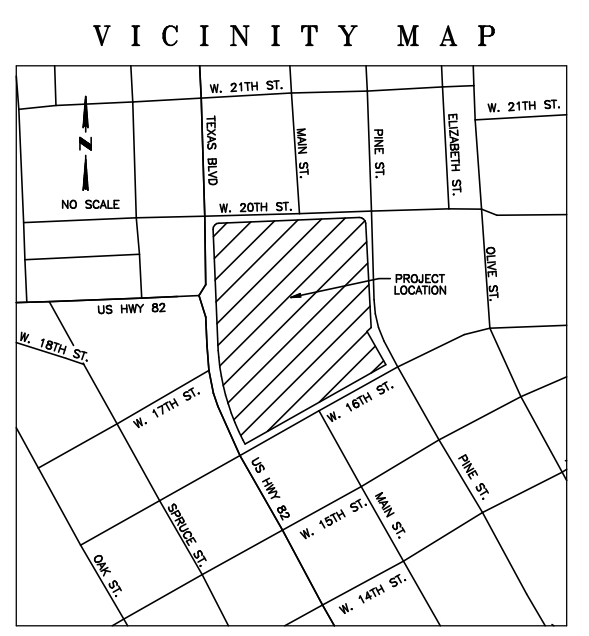 VICINITY MAP
W. 21TH ST.
W. 21TH ST.
TEXAS BLVD
MAIN ST.
PINE ST.
ELIZABETH ST.
N
NO SCALE
W. 20TH ST.
OLIVE ST.
PROJECT
LOCATION
US HWY 82
W. 18TH ST.
W. 17TH ST.
W. 16TH ST.
US HWY 82
PINE ST.
MAIN ST.
W. 15TH ST.
SPRUCE ST.
OAK ST.
W. 14TH ST.